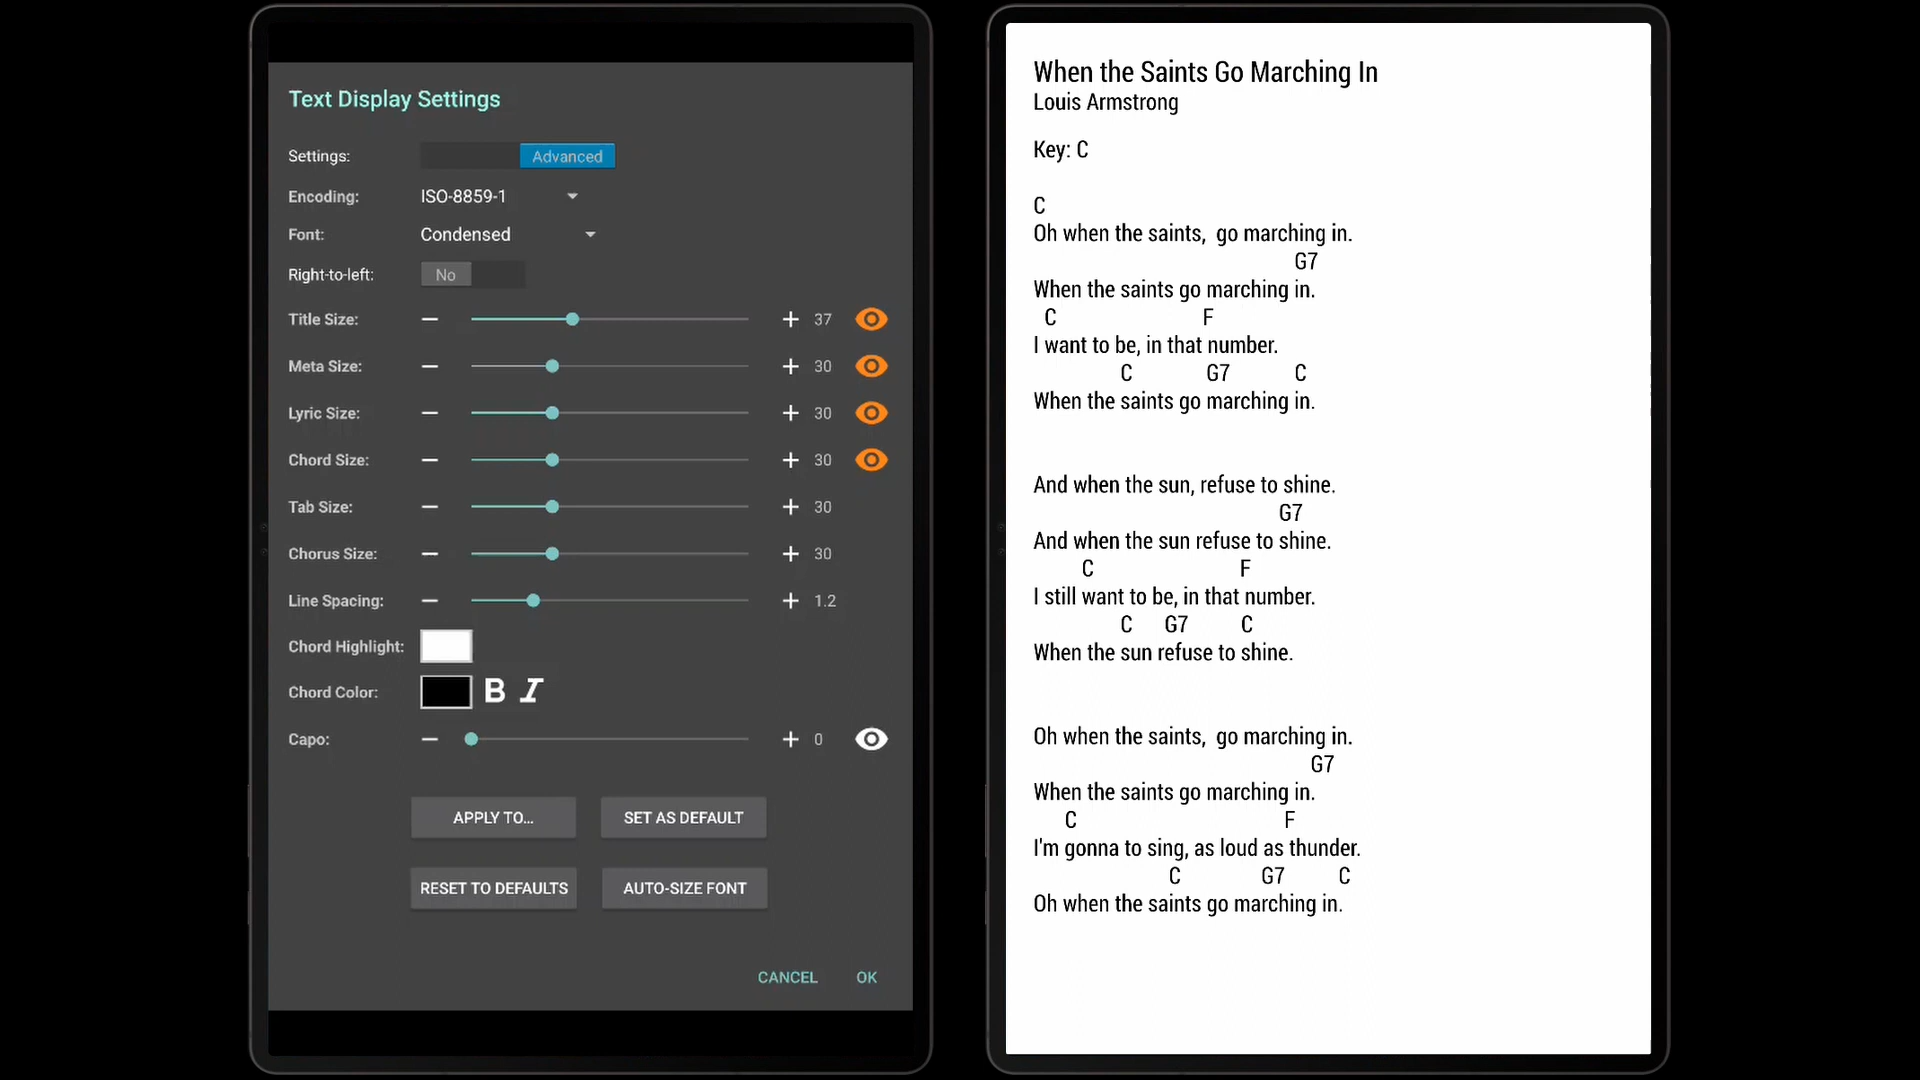 Text Display Settings
Settings: Advanced
Encoding: ISO-8859-1
Font: Condensed
Right-to-left: No
Title Size: 37
Meta Size: 30
Lyric Size: 30
Chord Size: 30
Tab Size: 30
Chorus Size: 30
Line Spacing: 1.2
Chord Highlight:
Chord Color: B I
Capo: 0
APPLY TO... SET AS DEFAULT
RESET TO DEFAULTS AUTO-SIZE FONT
CANCEL OK
When the Saints Go Marching In
Louis Armstrong
Key: C
C
Oh when the saints,  go marching in.
G7
When the saints go marching in.
C F
I want to be, in that number.
C G7 C
When the saints go marching in.
And when the sun, refuse to shine.
G7
And when the sun refuse to shine.
C F
I still want to be, in that number.
C G7 C
When the sun refuse to shine.
Oh when the saints,  go marching in.
G7
When the saints go marching in.
C F
I'm gonna to sing, as loud as thunder.
C G7 C
Oh when the saints go marching in.